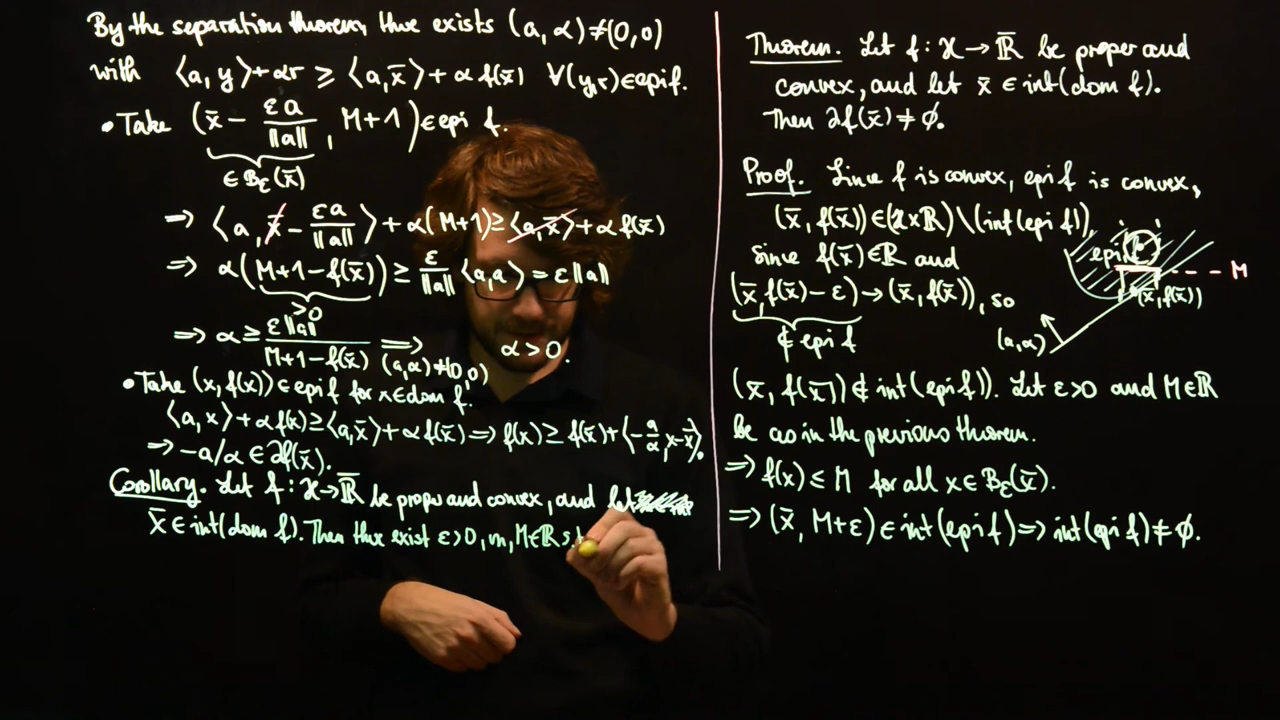 Theorem. Let f : X → ℝ̄ be proper and
convex, and let x̄ ∈ int(dom f).
Then ∂f(x̄) ≠ ∅.
Proof. Since f is convex, epi f is convex,
(x̄, f(x̄)) ∈ (X×ℝ) \ (int(epi f)),
since f(x̄) ∈ ℝ and
(x̄, f(x̄) − ε) → (x̄, f(x̄)), so
∉ epi f
epi
M
(x̄, f(x̄))
(a, α)
(x̄, f(x̄) ∉ int(epi f)). Let ε > 0 and M ∈ ℝ
be as in the previous theorem.
⇒ f(x) ≤ M for all x ∈ B_ε(x̄).
⇒ (x̄, M+ε) ∈ int(epi f) ⇒ int(epi f) ≠ ∅.
By the separation theorem, there exists (a, α) ≠ (0, 0)
with ⟨a, y⟩ + αr ≥ ⟨a, x̄⟩ + α f(x̄) ∀(y,r) ∈ epi f.
• Take (x̄ − εa/‖a‖, M+1) ∈ epi f.
∈ B_ε(x̄)
⇒ ⟨a, x̄ − εa/‖a‖⟩ + α(M+1) ≥ ⟨a, x̄⟩ + α f(x̄)
⇒ α(M+1−f(x̄)) ≥ ε/‖a‖ ⟨a,a⟩ = ε‖a‖
>0
⇒ α ≥ ε‖a‖/(M+1−f(x̄)) ⇒ α > 0.
(a,α) ≠ (0,0)
• Take (x, f(x)) ∈ epi f for x ∈ dom f.
⟨a, x⟩ + α f(x) ≥ ⟨a, x̄⟩ + α f(x̄) ⇒ f(x) ≥ f(x̄) + ⟨−a/α, x−x̄⟩.
⇒ −a/α ∈ ∂f(x̄).
Corollary. Let f : X → ℝ̄ be proper and convex, and let
x̄ ∈ int(dom f). Then there exist ε > 0, m, M ∈ ℝ s.t.